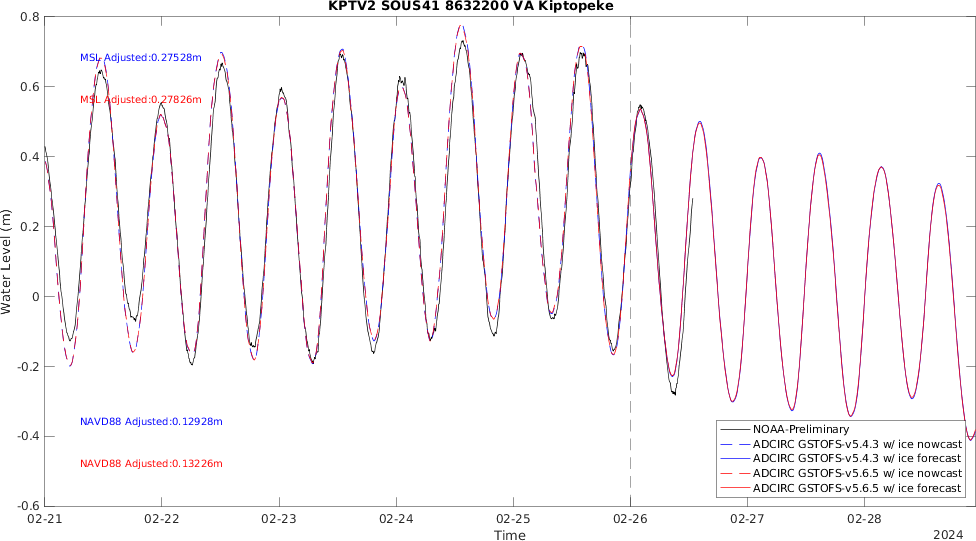 KPTV2 SOUS41 8632200 VA Kiptopeke
0.8
0.6
0.4
0.2
0
-0.2
-0.4
-0.6
Water Level (m)
MSL Adjusted:0.27528m
MSL Adjusted:0.27826m
NAVD88 Adjusted:0.12928m
NAVD88 Adjusted:0.13226m
NOAA-Preliminary
ADCIRC GSTOFS-v5.4.3 w/ ice nowcast
ADCIRC GSTOFS-v5.4.3 w/ ice forecast
ADCIRC GSTOFS-v5.6.5 w/ ice nowcast
ADCIRC GSTOFS-v5.6.5 w/ ice forecast
02-21 02-22 02-23 02-24 02-25 02-26 02-27 02-28
Time
2024